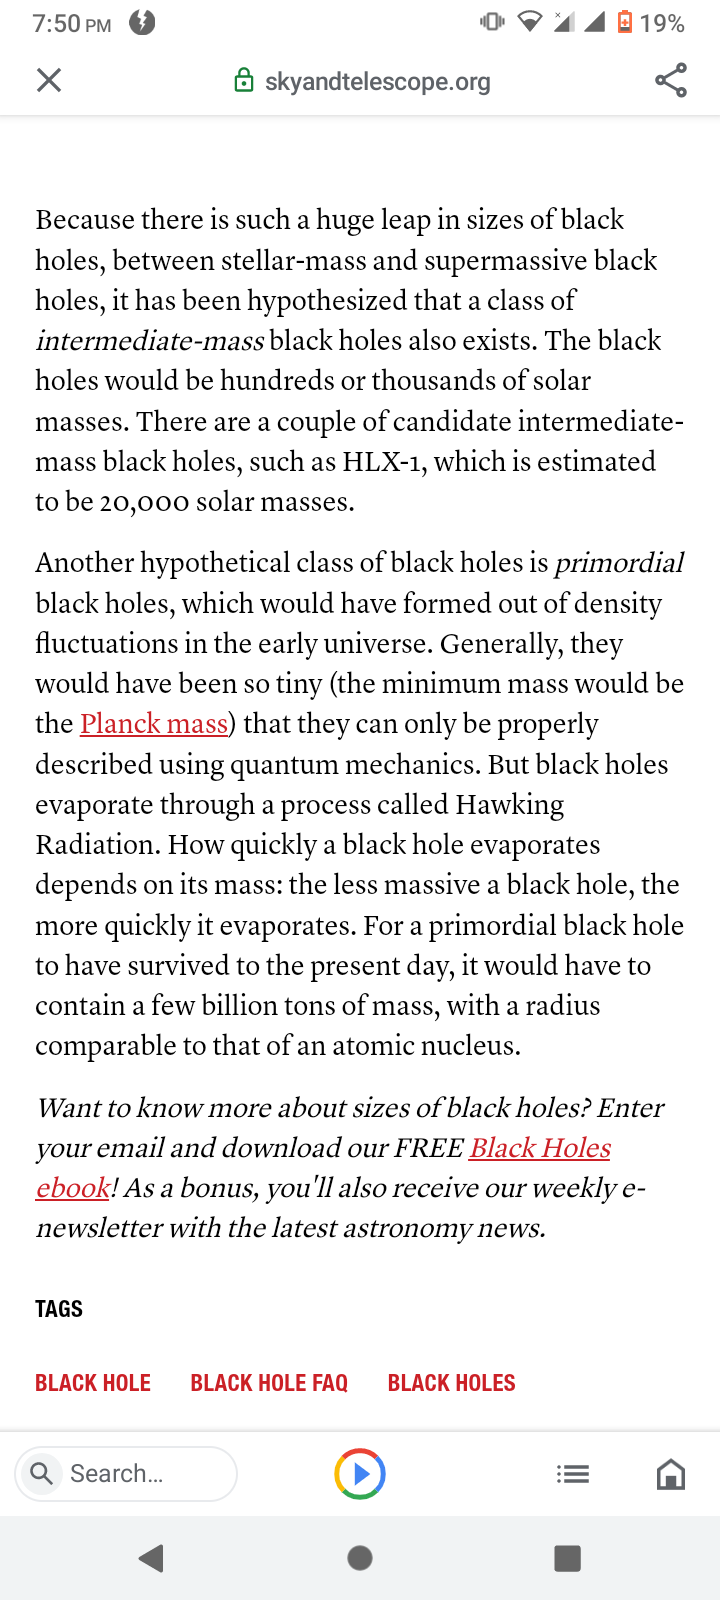 7:50 PM
19%
skyandtelescope.org
Because there is such a huge leap in sizes of black
holes, between stellar-mass and supermassive black
holes, it has been hypothesized that a class of
intermediate-mass black holes also exists. The black
holes would be hundreds or thousands of solar
masses. There are a couple of candidate intermediate-
mass black holes, such as HLX-1, which is estimated
to be 20,000 solar masses.
Another hypothetical class of black holes is primordial
black holes, which would have formed out of density
fluctuations in the early universe. Generally, they
would have been so tiny (the minimum mass would be
the Planck mass) that they can only be properly
described using quantum mechanics. But black holes
evaporate through a process called Hawking
Radiation. How quickly a black hole evaporates
depends on its mass: the less massive a black hole, the
more quickly it evaporates. For a primordial black hole
to have survived to the present day, it would have to
contain a few billion tons of mass, with a radius
comparable to that of an atomic nucleus.
Want to know more about sizes of black holes? Enter
your email and download our FREE Black Holes
ebook! As a bonus, you'll also receive our weekly e-
newsletter with the latest astronomy news.
TAGS
BLACK HOLE BLACK HOLE FAQ BLACK HOLES
Search...